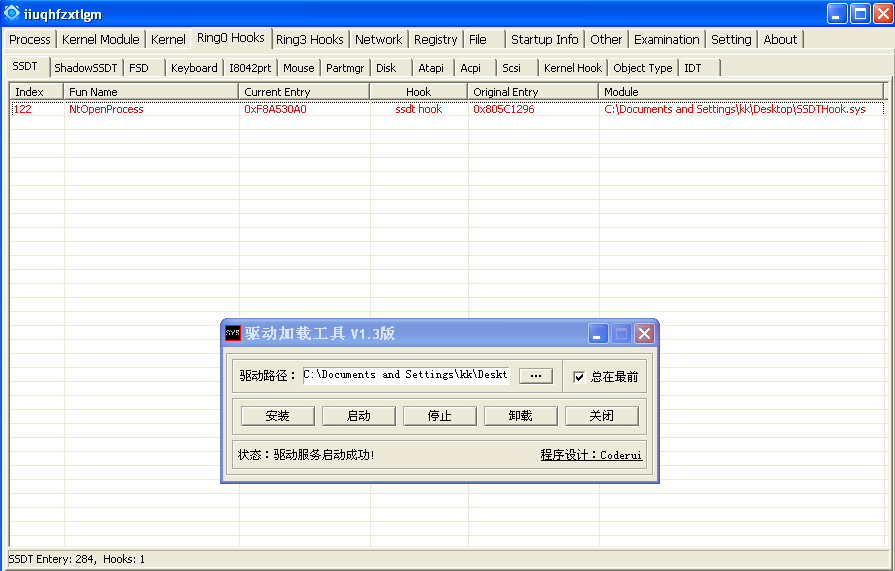 iiuqhfzxtlgm
Process Kernel Module Kernel Ring0 Hooks Ring3 Hooks Network Registry File Startup Info Other Examination Setting About
SSDT ShadowSSDT FSD Keyboard I8042prt Mouse Partmgr Disk Atapi Acpi Scsi Kernel Hook Object Type IDT
Index Fun Name Current Entry Hook Original Entry Module
122 NtOpenProcess 0xF8A530A0 ssdt hook 0x805C1296 C:\Documents and Settings\kk\Desktop\SSDTHook.sys
SYS 驱动加载工具 V1.3版
驱动路径： C:\Documents and Settings\kk\Deskt ... 总在最前
安装 启动 停止 卸载 关闭
状态：驱动服务启动成功! 程序设计：Coderui
SSDT Entery: 284, Hooks: 1